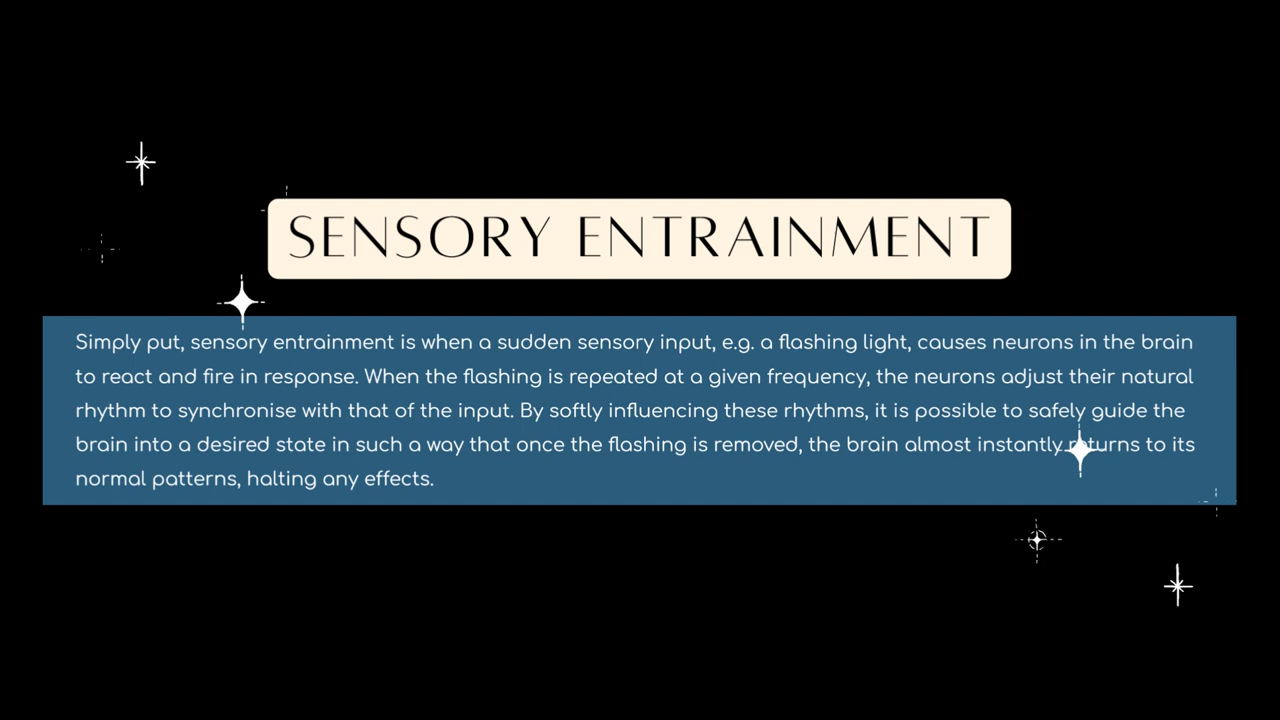 SENSORY ENTRAINMENT
Simply put, sensory entrainment is when a sudden sensory input, e.g. a flashing light, causes neurons in the brain
to react and fire in response. When the flashing is repeated at a given frequency, the neurons adjust their natural
rhythm to synchronise with that of the input. By softly influencing these rhythms, it is possible to safely guide the
brain into a desired state in such a way that once the flashing is removed, the brain almost instantly returns to its
normal patterns, halting any effects.